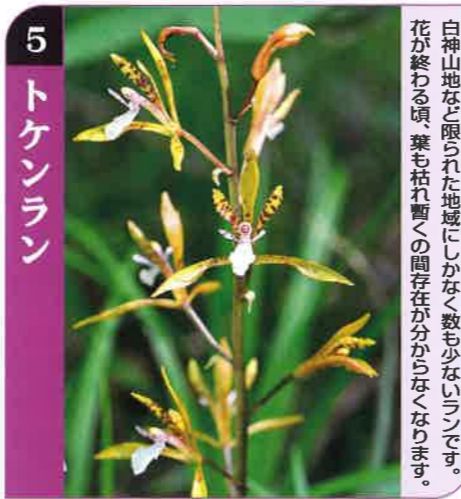 5
トケンラン
白神山地など限られた地域にしかなく数も少ないランです。
花が終わる頃、葉も枯れ暫くの間存在が分からなくなります。